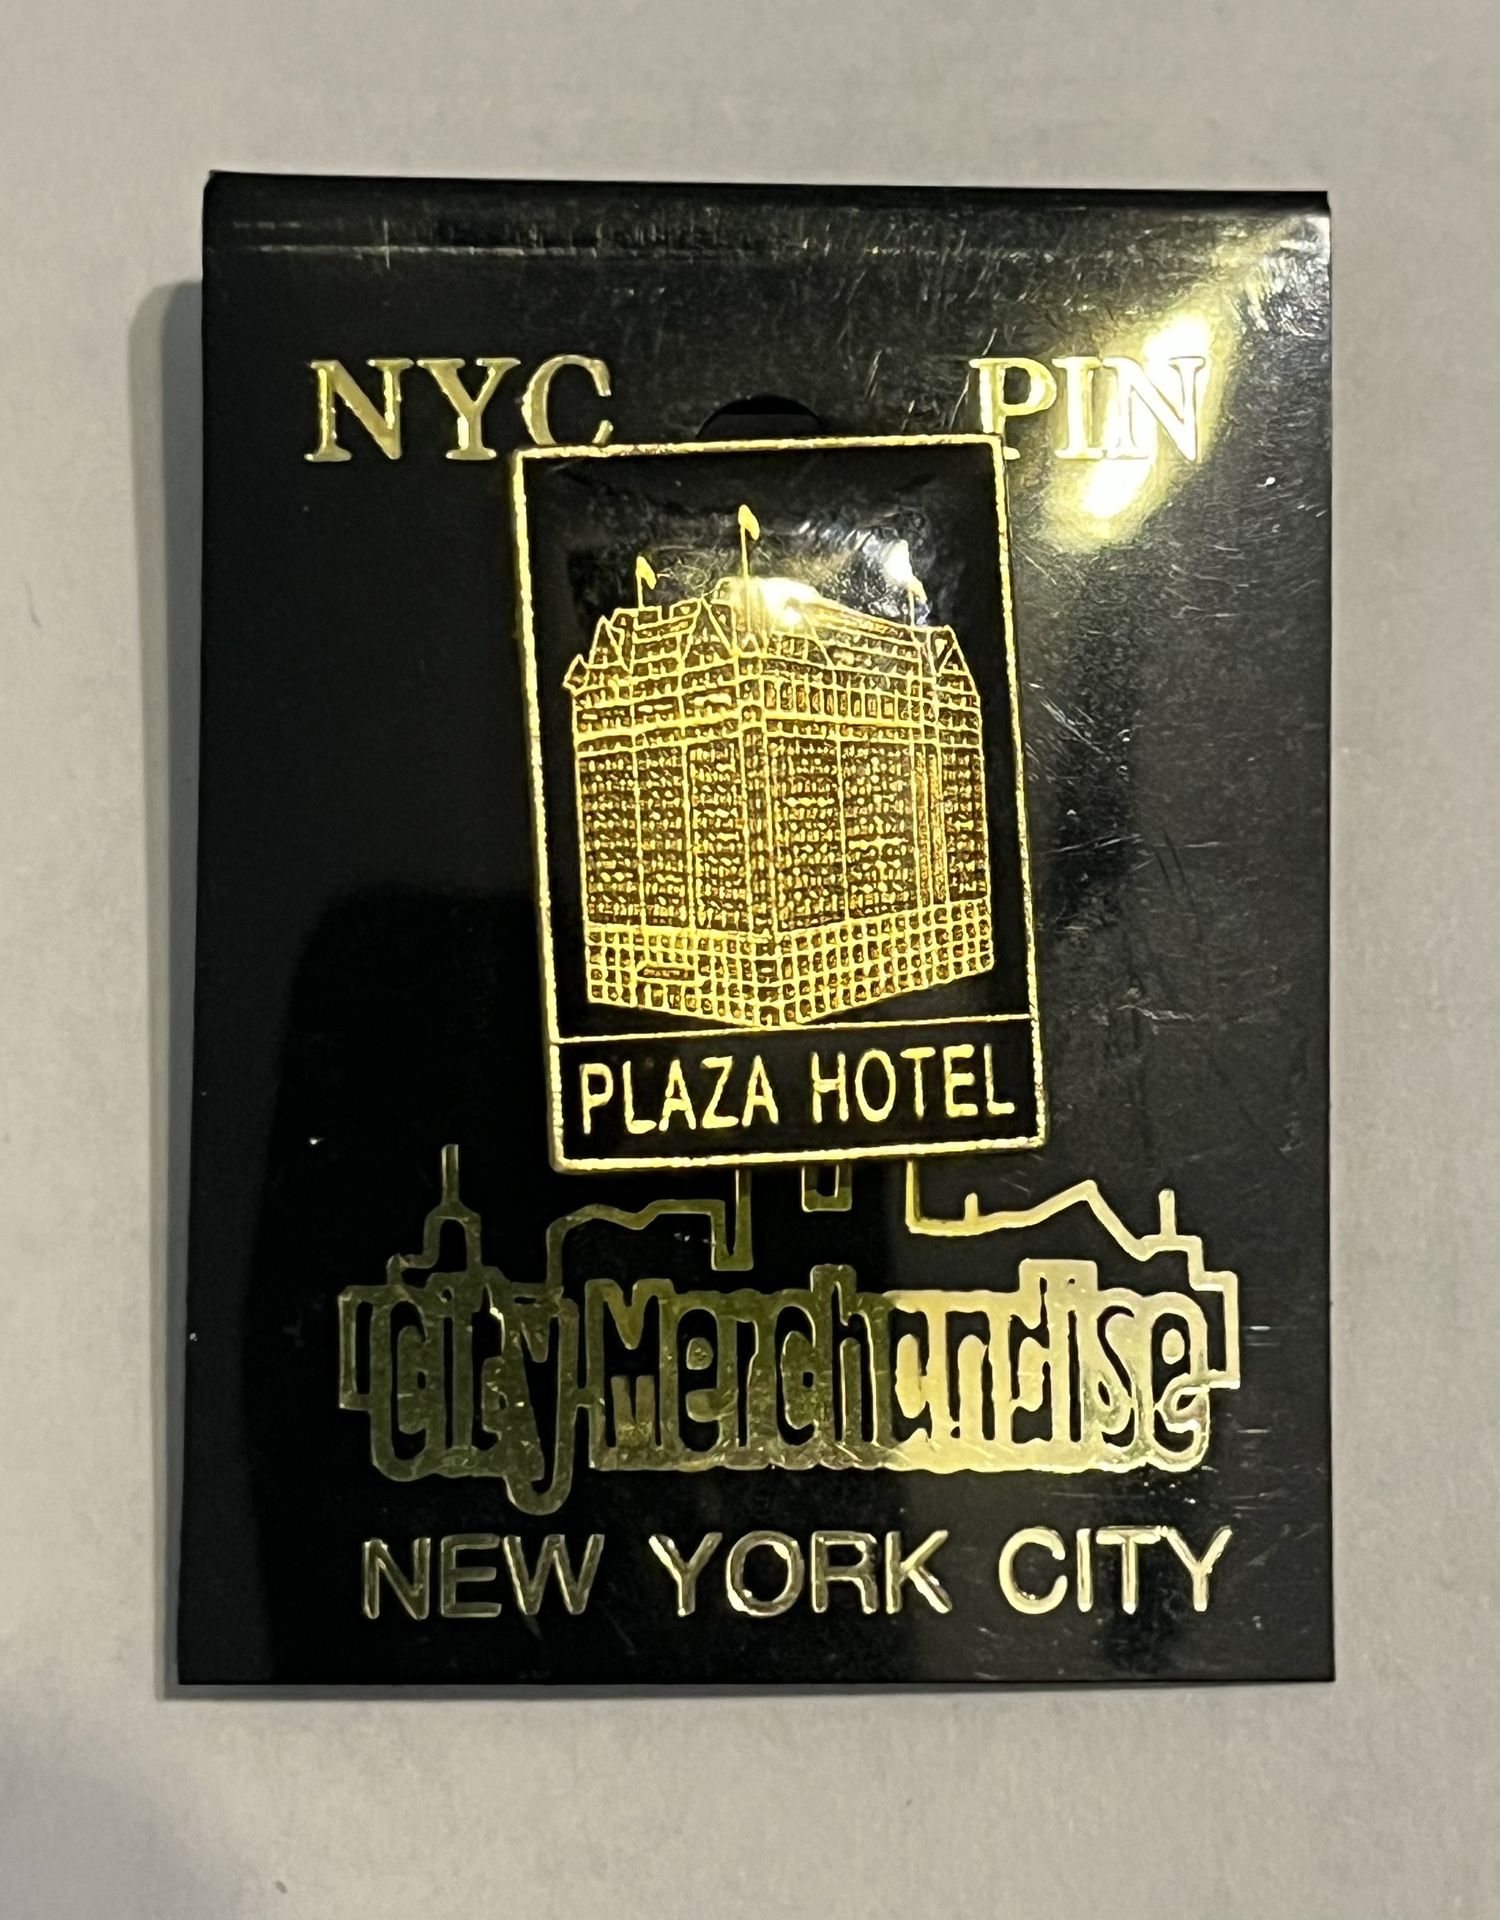 NYC PIN
PLAZA HOTEL
City Merchandise
NEW YORK CITY